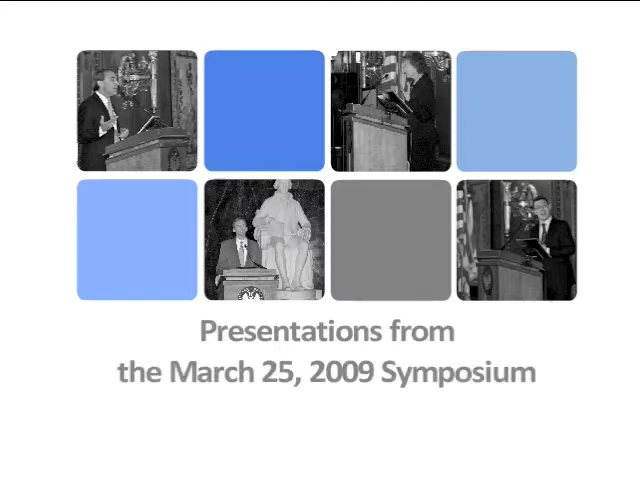 Presentations from
the March 25, 2009 Symposium